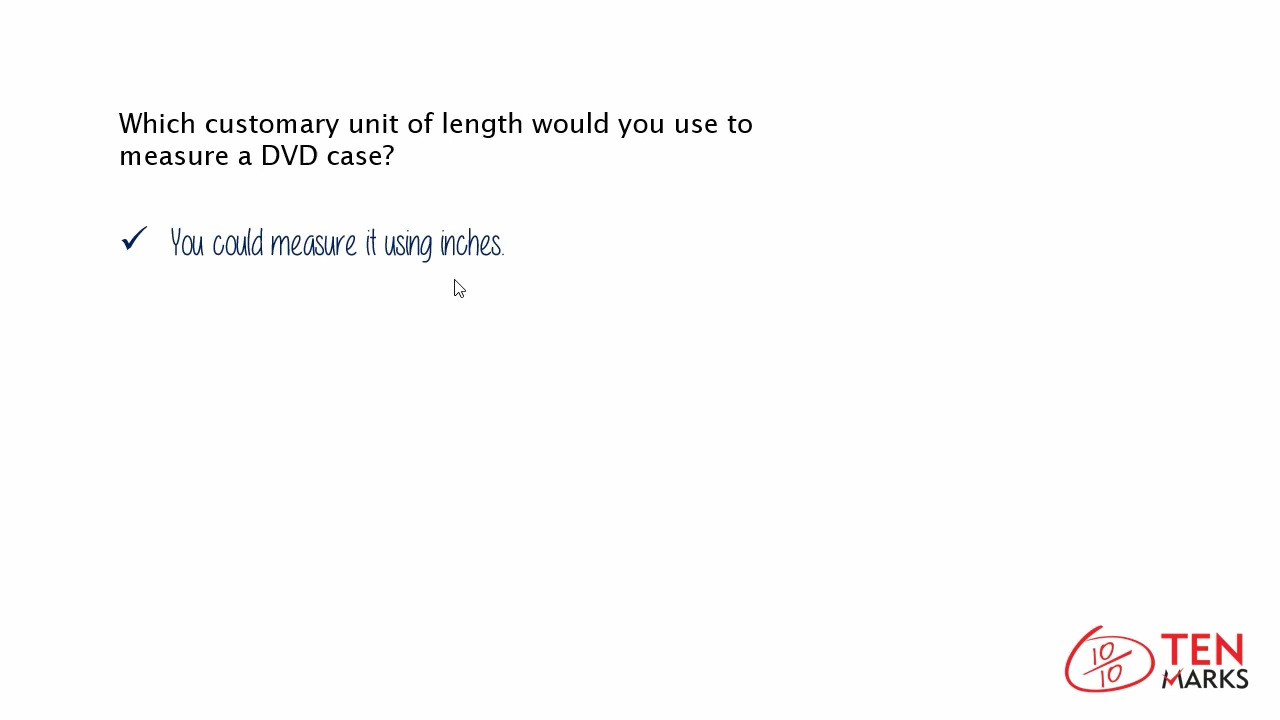 Which customary unit of length would you use to
measure a DVD case?
✓ You could measure it using inches.
10/10
TEN
MARKS